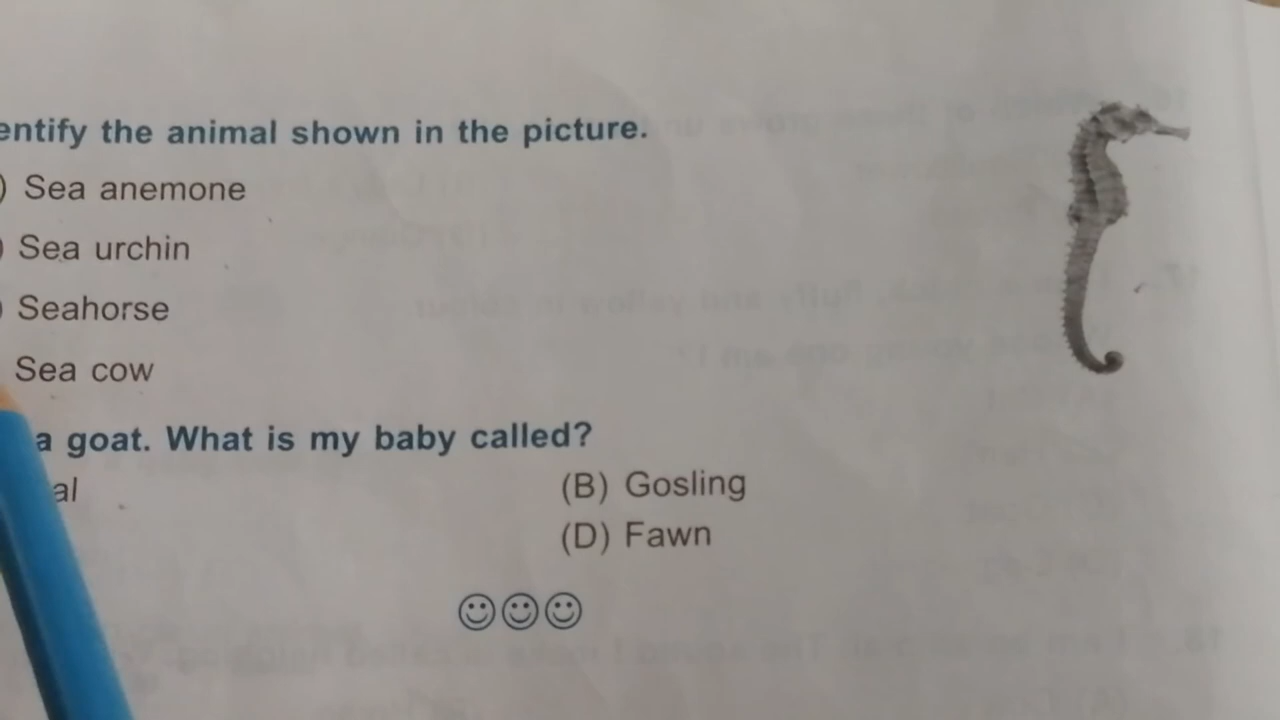 entify the animal shown in the picture.
) Sea anemone
) Sea urchin
) Seahorse
Sea cow
a goat. What is my baby called?
al
(B) Gosling
(D) Fawn